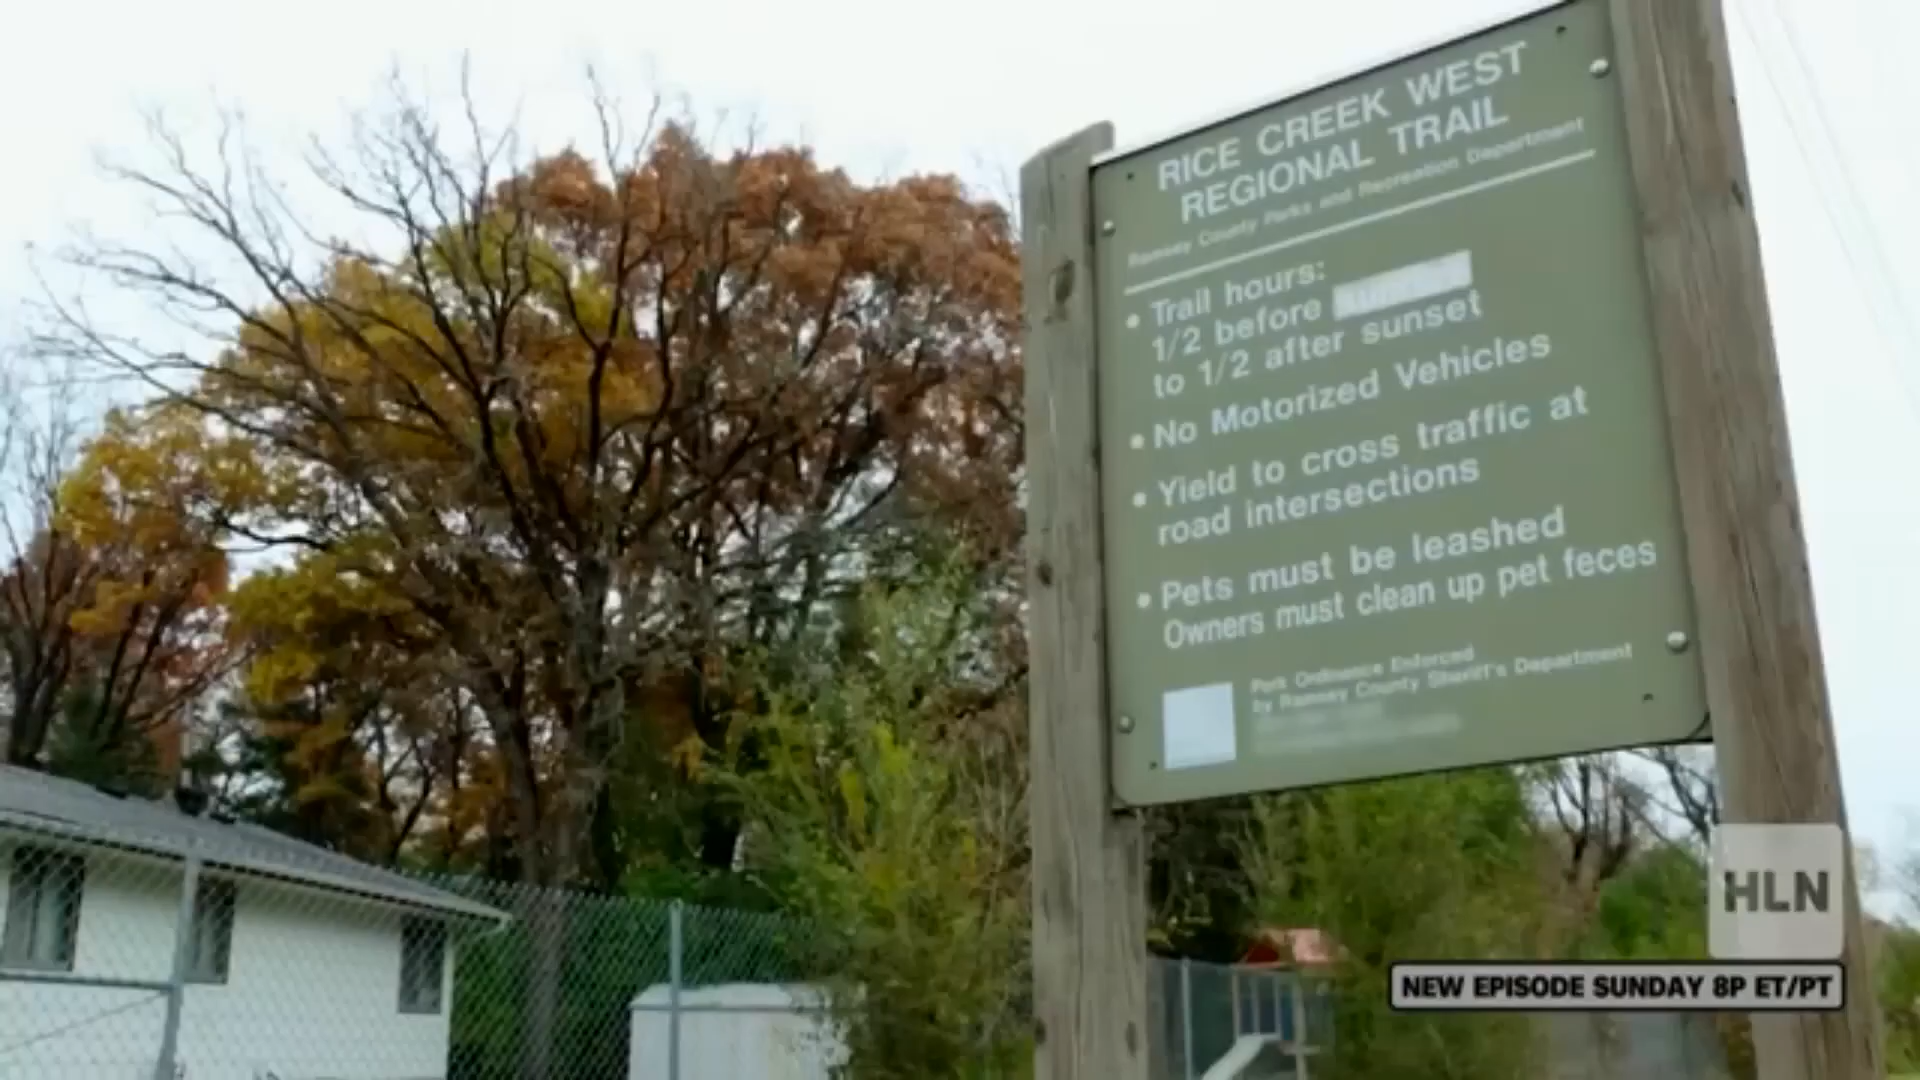 RICE CREEK WEST
REGIONAL TRAIL
Ramsey County Parks and Recreation Department
• Trail hours:
1/2 before
to 1/2 after sunset
• No Motorized Vehicles
• Yield to cross traffic at
road intersections
• Pets must be leashed
Owners must clean up pet feces
Park Ordinance Enforced
by Ramsey County Sheriff's Department
HLN
NEW EPISODE SUNDAY 8P ET/PT